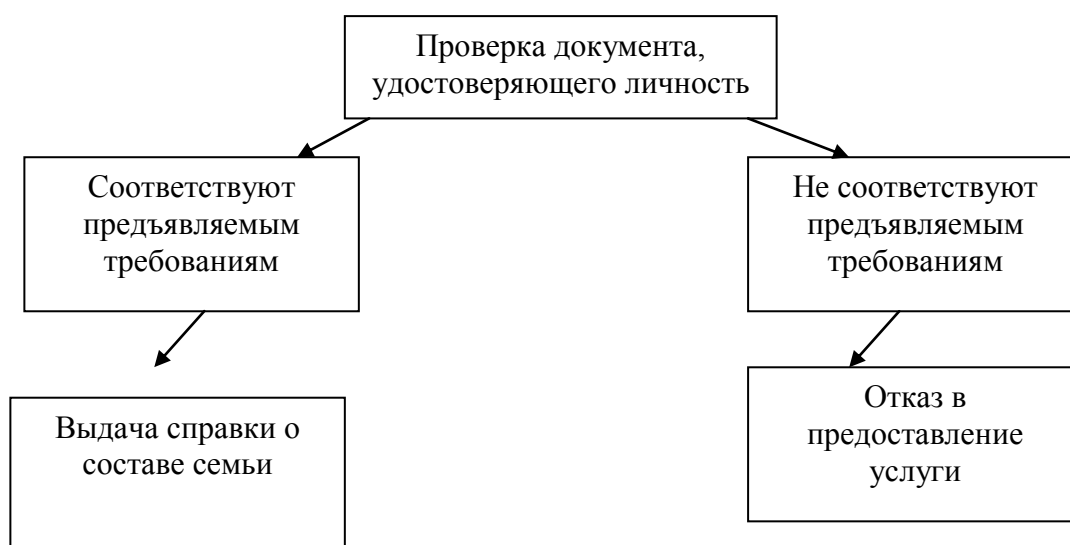 Проверка документа,
удостоверяющего личность
Соответствуют
предъявляемым
требованиям
Не соответствуют
предъявляемым
требованиям
Выдача справки о
составе семьи
Отказ в
предоставление
услуги